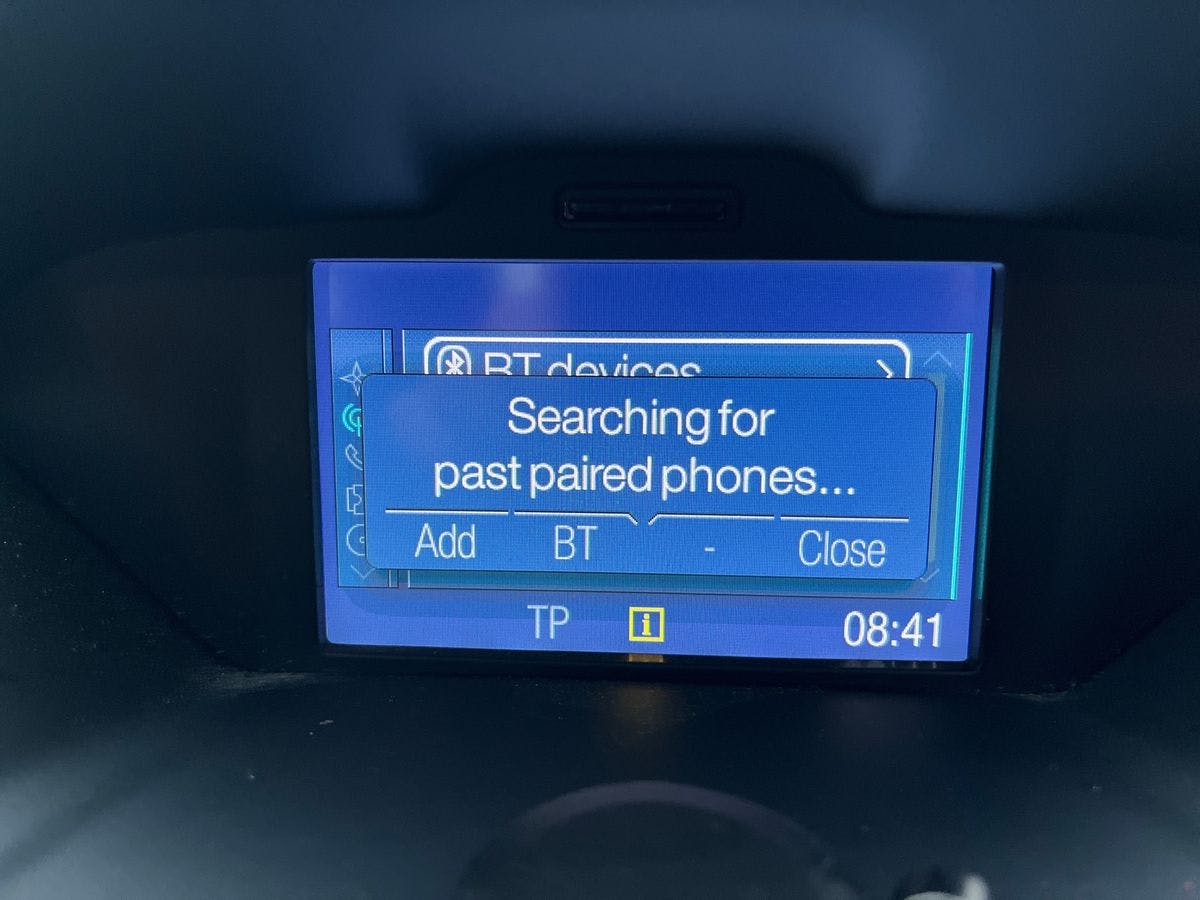 BT devices
Searching for
past paired phones...
Add BT - Close
TP i 08:41